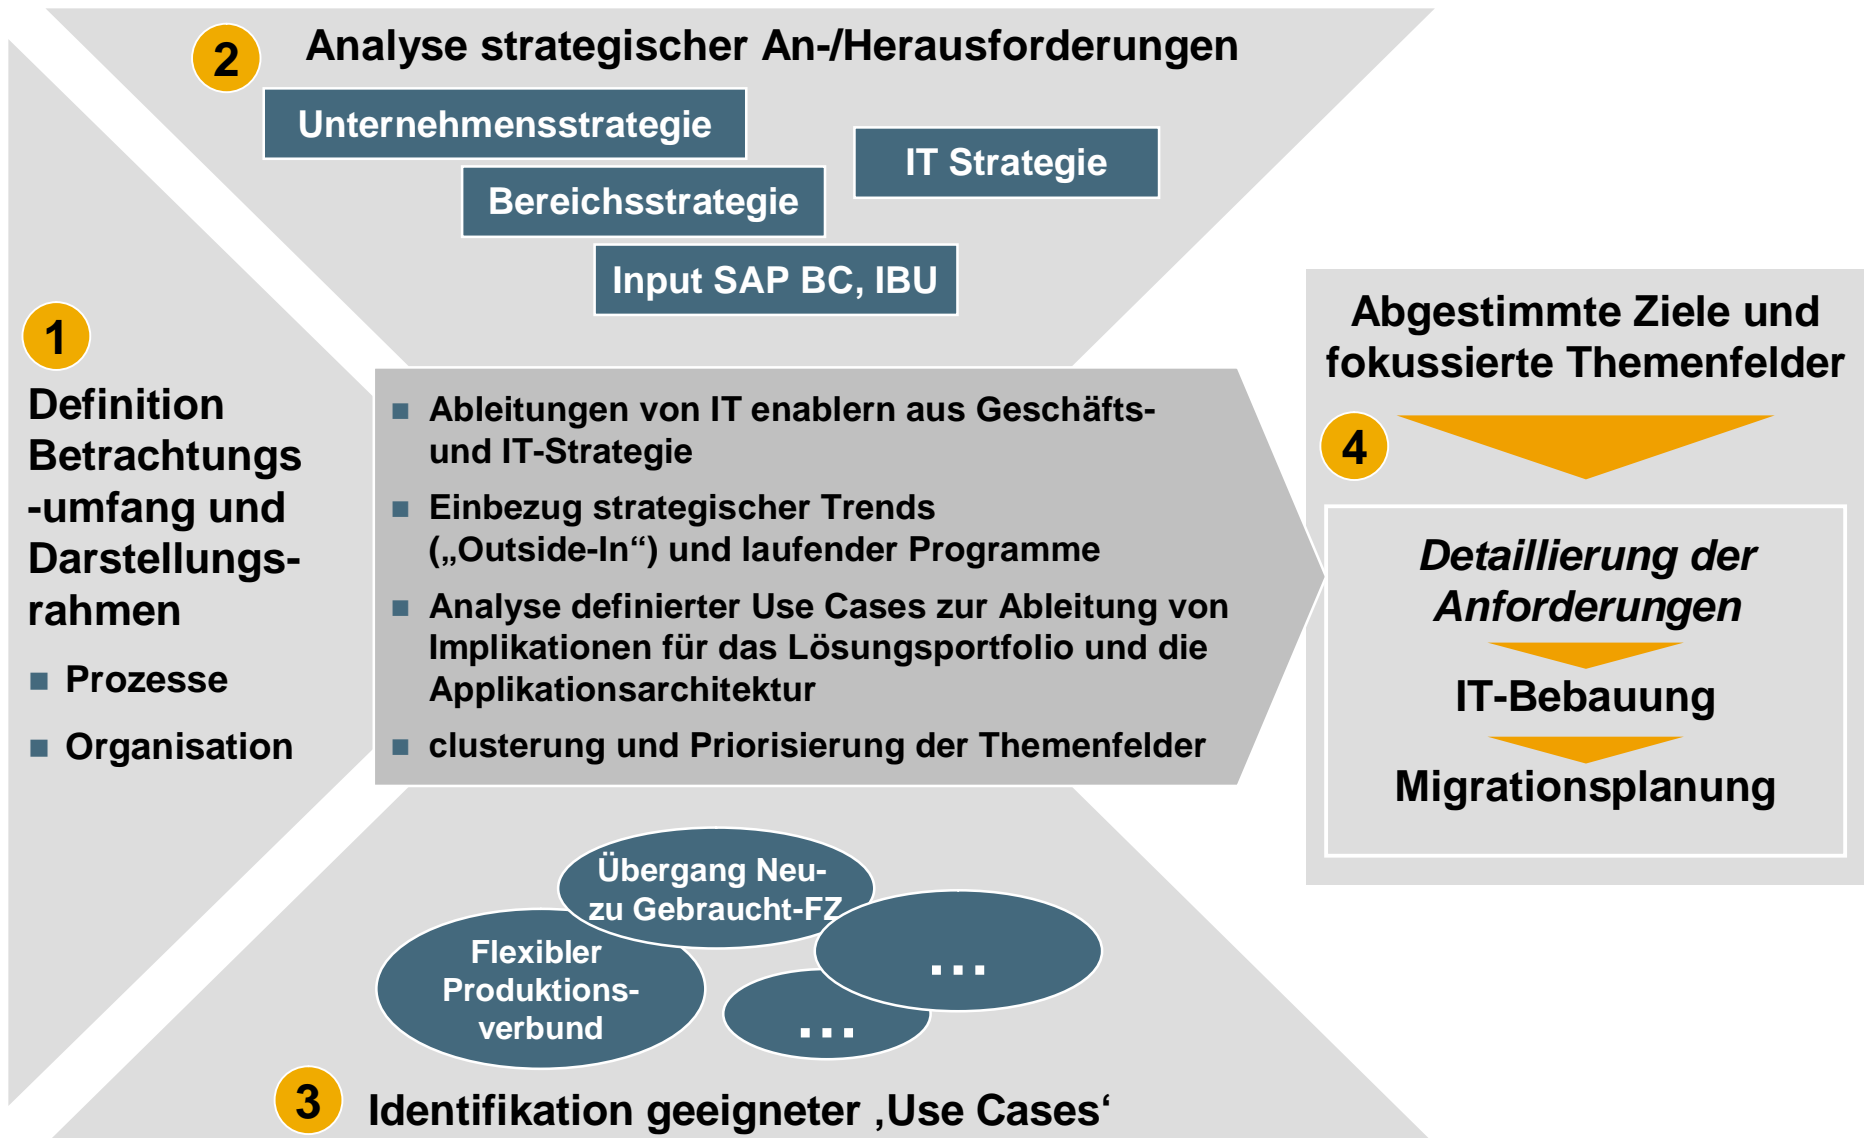 2
Analyse strategischer An-/Herausforderungen
Unternehmensstrategie
IT Strategie
Bereichsstrategie
Input SAP BC, IBU
1
Definition
Betrachtungs
-umfang und
Darstellungs-
rahmen
Prozesse
Organisation
Ableitungen von IT enablern aus Geschäfts-
und IT-Strategie
Einbezug strategischer Trends
(„Outside-In“) und laufender Programme
Analyse definierter Use Cases zur Ableitung von
Implikationen für das Lösungsportfolio und die
Applikationsarchitektur
clusterung und Priorisierung der Themenfelder
Abgestimmte Ziele und
fokussierte Themenfelder
4
Detaillierung der
Anforderungen
IT-Bebauung
Migrationsplanung
Übergang Neu-
zu Gebraucht-FZ
Flexibler
Produktions-
verbund
...
...
3
Identifikation geeigneter ‚Use Cases‘